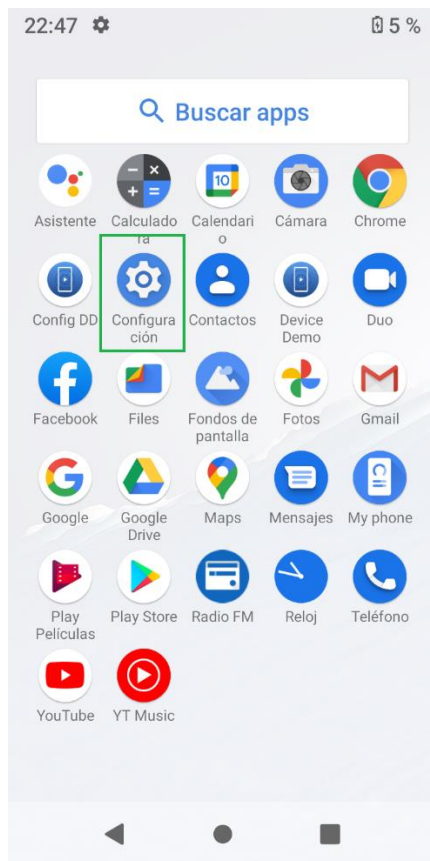 22:47 5 %
Buscar apps
Asistente Calculado Calendari Cámara Chrome
ra o
10
Config DD Configura Contactos Device Duo
ción Demo
Facebook Files Fondos de Fotos Gmail
pantalla
Google Google Maps Mensajes My phone
Drive
Play Play Store Radio FM Reloj Teléfono
Películas
YouTube YT Music